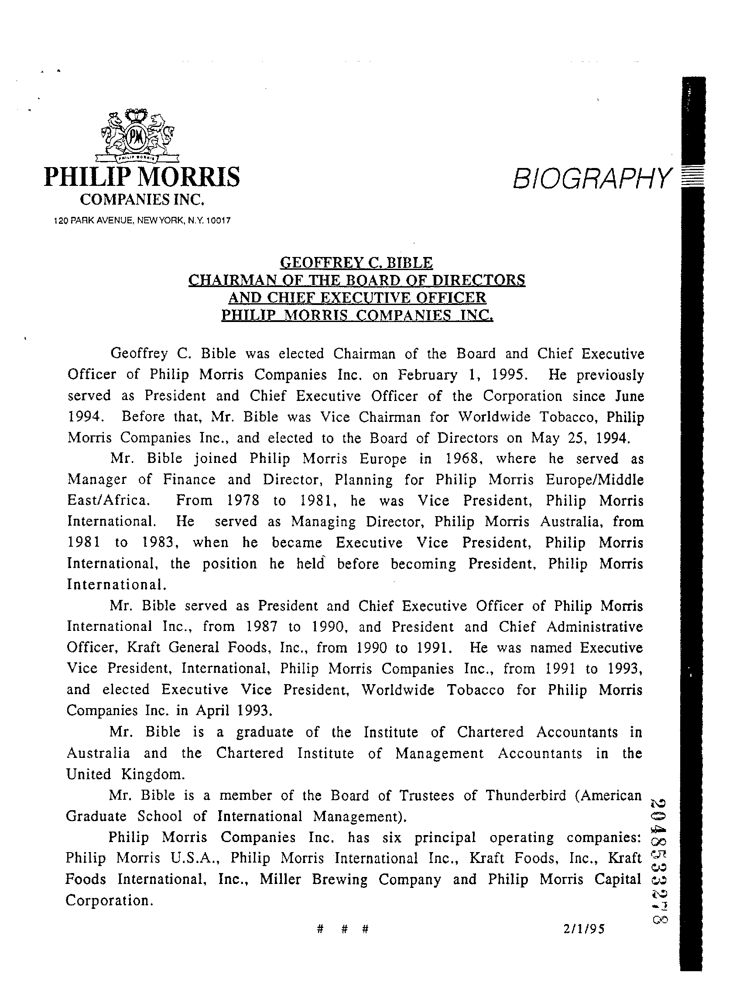 PM
PHILIP MORRIS
PHILIP MORRIS
COMPANIES INC.
120 PARK AVENUE, NEW YORK, N.Y. 10017
BIOGRAPHY
GEOFFREY C. BIBLE
CHAIRMAN OF THE BOARD OF DIRECTORS
AND CHIEF EXECUTIVE OFFICER
PHILIP MORRIS COMPANIES INC.
Geoffrey C. Bible was elected Chairman of the Board and Chief Executive
Officer of Philip Morris Companies Inc. on February 1, 1995. He previously
served as President and Chief Executive Officer of the Corporation since June
1994. Before that, Mr. Bible was Vice Chairman for Worldwide Tobacco, Philip
Morris Companies Inc., and elected to the Board of Directors on May 25, 1994.
Mr. Bible joined Philip Morris Europe in 1968, where he served as
Manager of Finance and Director, Planning for Philip Morris Europe/Middle
East/Africa. From 1978 to 1981, he was Vice President, Philip Morris
International. He served as Managing Director, Philip Morris Australia, from
1981 to 1983, when he became Executive Vice President, Philip Morris
International, the position he held before becoming President, Philip Morris
International.
Mr. Bible served as President and Chief Executive Officer of Philip Morris
International Inc., from 1987 to 1990, and President and Chief Administrative
Officer, Kraft General Foods, Inc., from 1990 to 1991. He was named Executive
Vice President, International, Philip Morris Companies Inc., from 1991 to 1993,
and elected Executive Vice President, Worldwide Tobacco for Philip Morris
Companies Inc. in April 1993.
Mr. Bible is a graduate of the Institute of Chartered Accountants in
Australia and the Chartered Institute of Management Accountants in the
United Kingdom.
Mr. Bible is a member of the Board of Trustees of Thunderbird (American
Graduate School of International Management).
Philip Morris Companies Inc. has six principal operating companies:
Philip Morris U.S.A., Philip Morris International Inc., Kraft Foods, Inc., Kraft
Foods International, Inc., Miller Brewing Company and Philip Morris Capital
Corporation.
# # #
2/1/95
2048533278